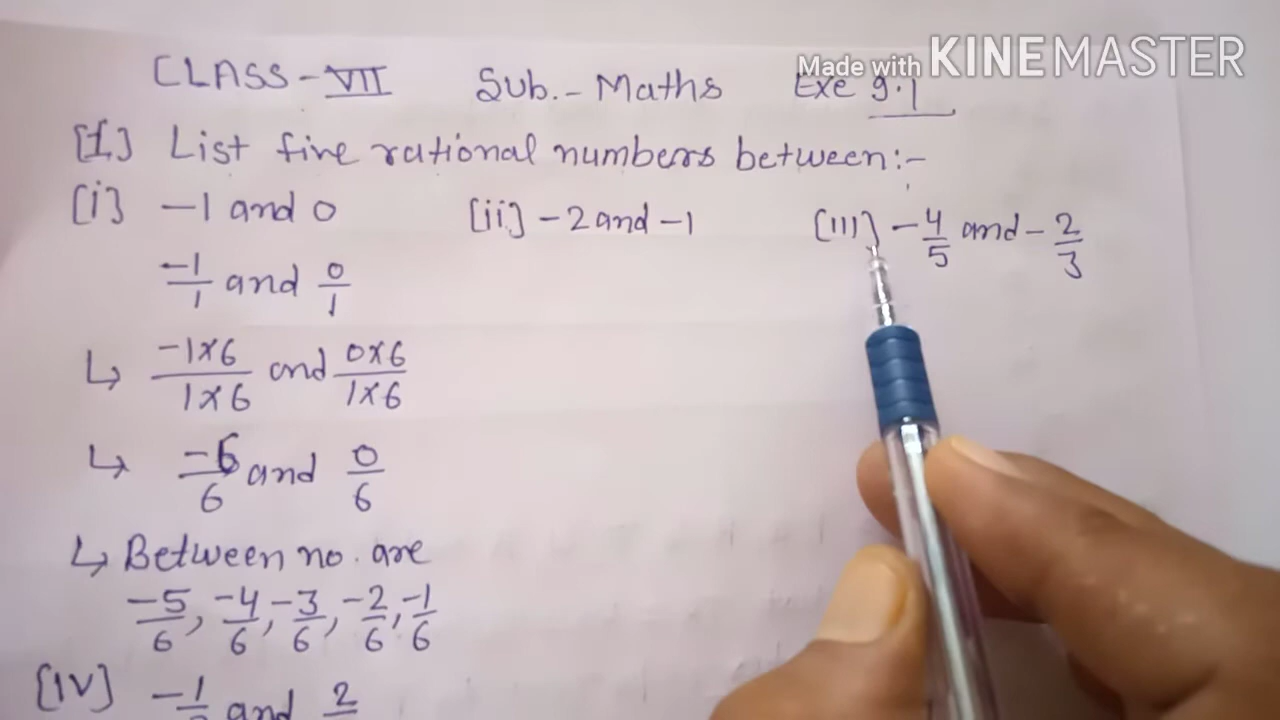 Made with KINEMASTER
CLASS - VII Sub. - Maths Exe 9.1
[I] List five rational numbers between:-
[i] -1 and 0 [ii] -2 and -1 [III] -4/5 and -2/3
-1/1 and 0/1
↳ -1×6/1×6 and 0×6/1×6
↳ -6/6 and 0/6
↳ Between no. are
-5/6, -4/6, -3/6, -2/6, -1/6
[IV] -1/ and 2/